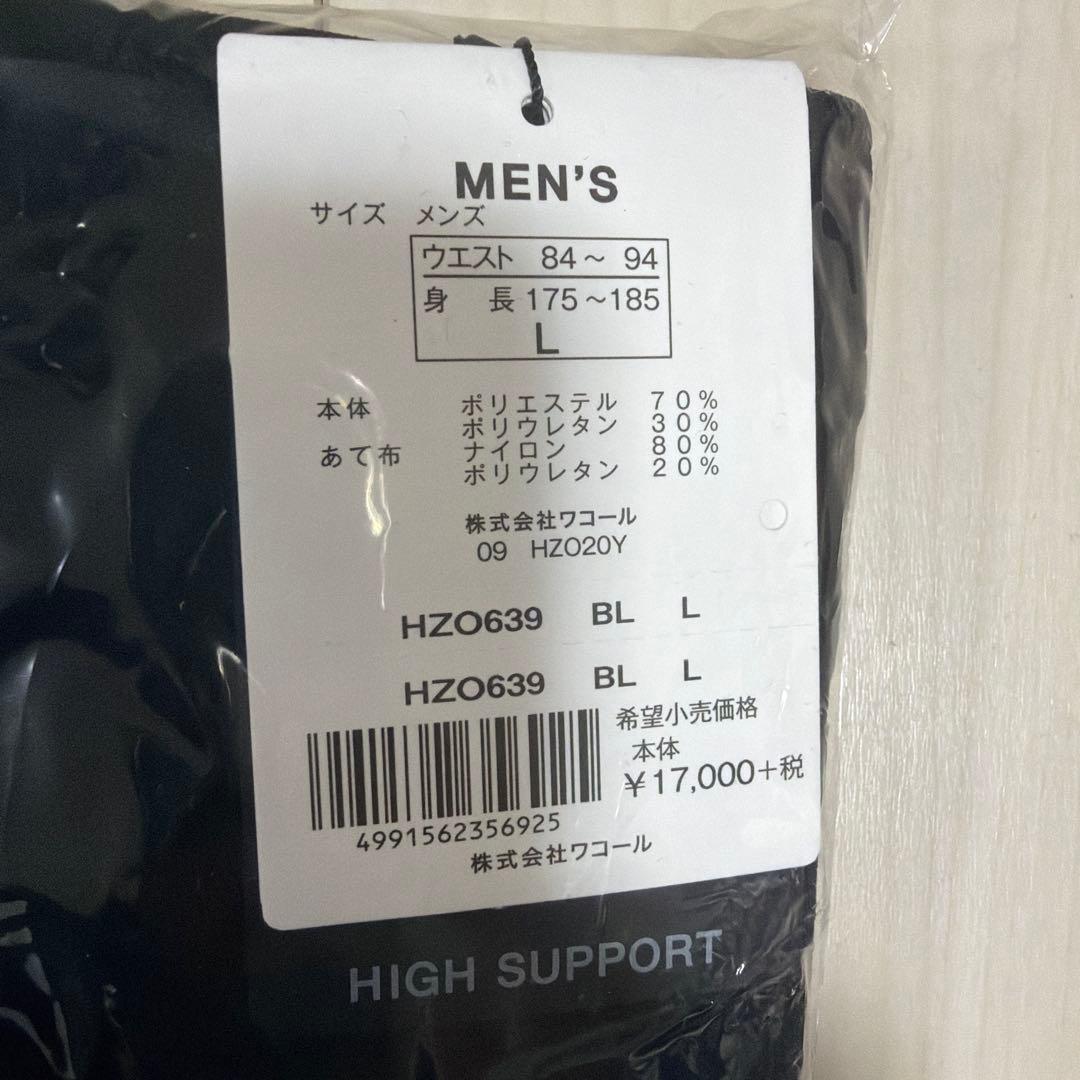 MEN'S
サイズ メンズ
ウエスト 84～ 94
身 長 175～185
L
本体 ポリエステル 70%
ポリウレタン 30%
あて布 ナイロン 80%
ポリウレタン 20%
株式会社ワコール
09 HZO20Y
HZO639 BL L
HZO639 BL L
希望小売価格
本体
¥17,000+税
4991562356925
株式会社ワコール
HIGH SUPPORT